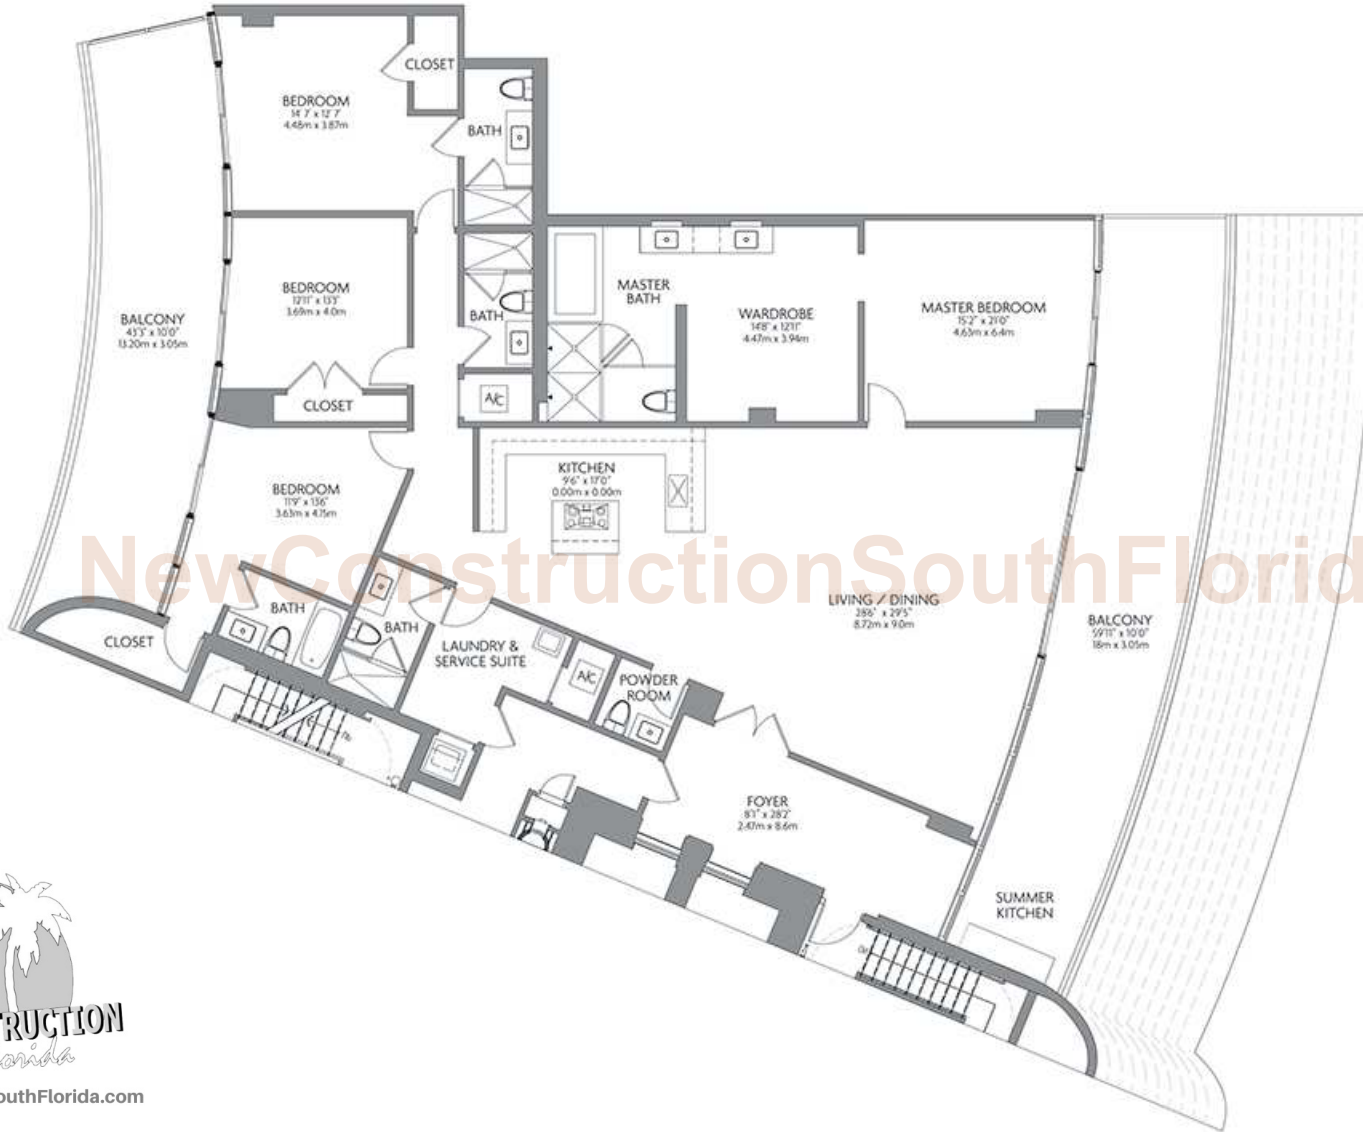 CLOSET
BEDROOM
14' 7" x 12' 7"
4.48m x 3.87m
BATH
BEDROOM
12'11" x 13'3"
3.69m x 4.0m
BATH
CLOSET
A/C
BALCONY
43'3" x 10'0"
13.20m x 3.05m
MASTER
BATH
WARDROBE
14'8" x 12'11"
4.47m x 3.94m
MASTER BEDROOM
15'2" x 21'0"
4.63m x 6.4m
KITCHEN
9'6" x 17'0"
0.00m x 0.00m
BEDROOM
11'9" x 15'6"
3.63m x 4.75m
NewConstructionSouthFlorid
LIVING / DINING
28'6" x 29'5"
8.72m x 9.0m
BALCONY
59'11" x 10'0"
18m x 3.05m
BATH
CLOSET
BATH
LAUNDRY &
SERVICE SUITE
A/C
POWDER
ROOM
FOYER
8'1" x 28'2"
2.47m x 8.6m
SUMMER
KITCHEN
TRUCTION
orida
outhFlorida.com